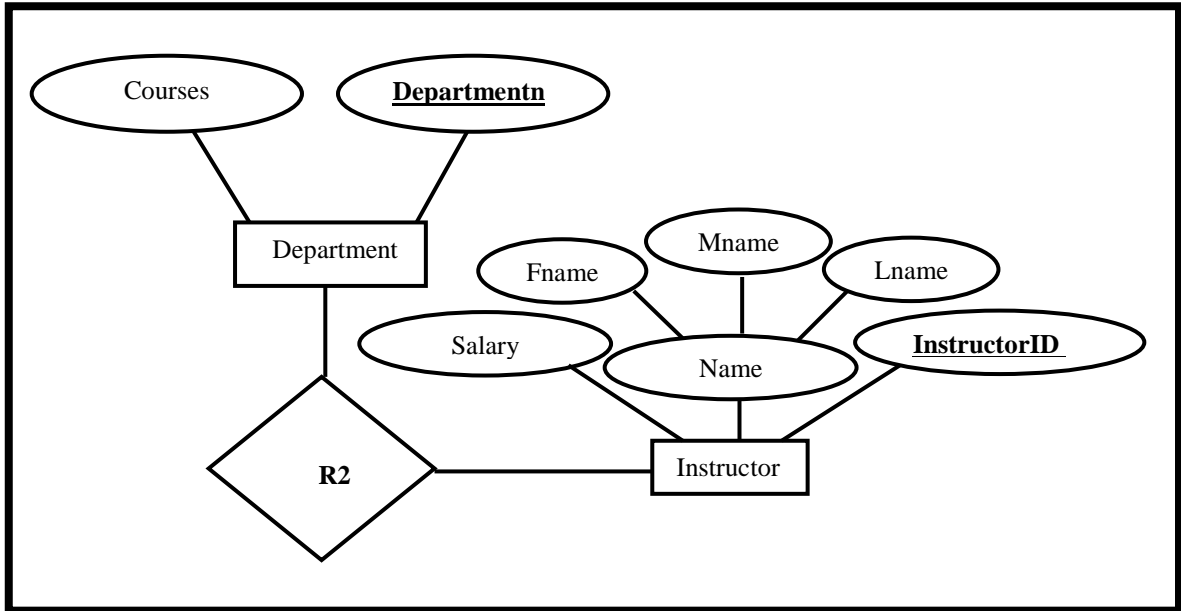 Courses
Departmentn
Department
Mname
Fname
Lname
Salary
Name
InstructorID
Instructor
R2